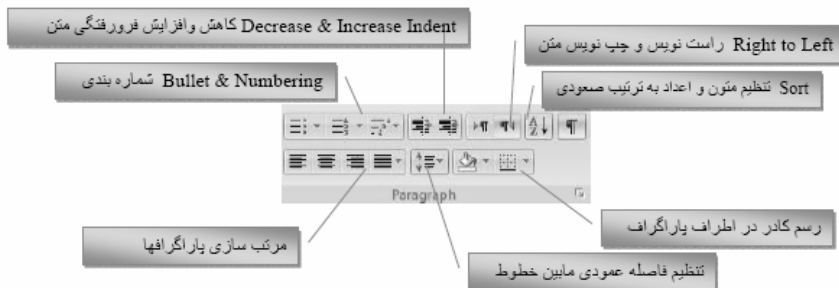 Decrease & Increase Indent کاهش وافزایش فرورفتگی متن
Right to Left راست نویس و چپ نویس متن
Bullet & Numbering شماره بندی
Sort تنظیم متون و اعداد به ترتیب صعودی
Paragraph
رسم کادر در اطراف پاراگراف
مرتب سازی پاراگرافها
تنظیم فاصله عمودی مابین خطوط